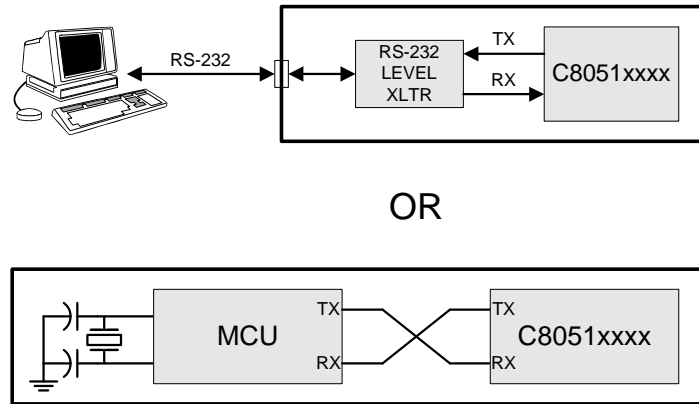 RS-232
RS-232
LEVEL
XLTR
TX
RX
C8051xxxx
OR
MCU
TX
RX
TX
RX
C8051xxxx